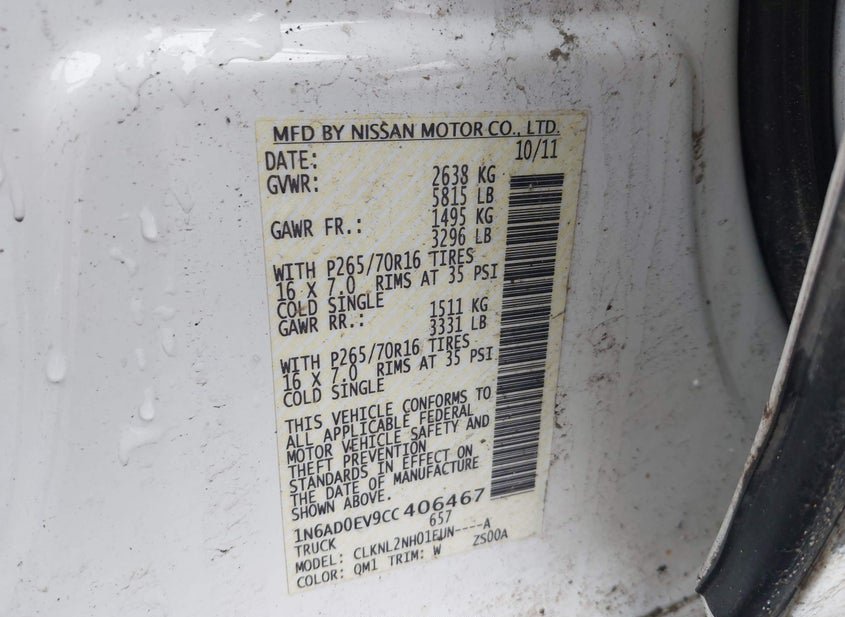 MFD BY NISSAN MOTOR CO., LTD.
DATE: 10/11
GVWR: 2638 KG
5815 LB
GAWR FR.: 1495 KG
3296 LB
WITH P265/70R16 TIRES
16 X 7.0 RIMS AT 35 PSI
COLD SINGLE
GAWR RR.: 1511 KG
3331 LB
WITH P265/70R16 TIRES
16 X 7.0 RIMS AT 35 PSI
COLD SINGLE
THIS VEHICLE CONFORMS TO
ALL APPLICABLE FEDERAL
MOTOR VEHICLE SAFETY AND
THEFT PREVENTION
STANDARDS IN EFFECT ON
THE DATE OF MANUFACTURE
SHOWN ABOVE.
1N6AD0EV9CC406467
TRUCK 657
MODEL: CLKNL2NH01EUN----A
COLOR: QM1 TRIM: W ZS00A